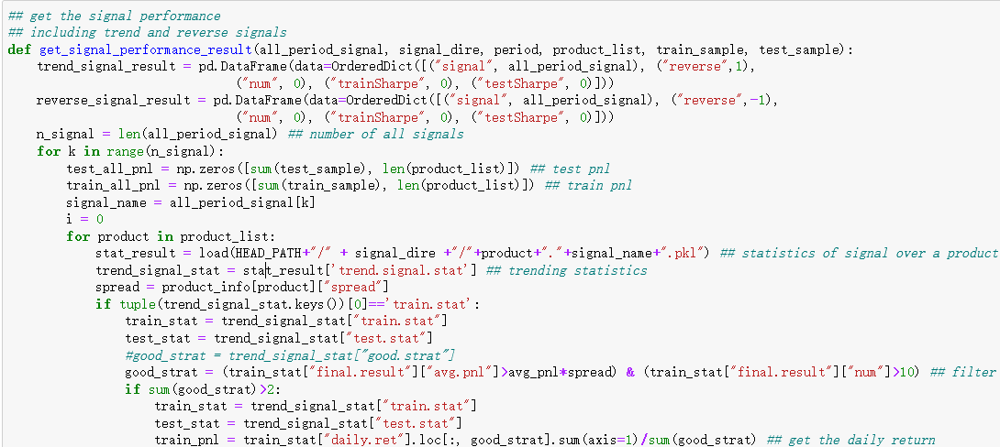 ## get the signal performance
## including trend and reverse signals
def get_signal_performance_result(all_period_signal, signal_dire, period, product_list, train_sample, test_sample):
    trend_signal_result = pd.DataFrame(data=OrderedDict([("signal", all_period_signal), ("reverse",1),
                               ("num", 0), ("trainSharpe", 0), ("testSharpe", 0)]))
    reverse_signal_result = pd.DataFrame(data=OrderedDict([("signal", all_period_signal), ("reverse",-1),
                               ("num", 0), ("trainSharpe", 0), ("testSharpe", 0)]))
    n_signal = len(all_period_signal) ## number of all signals
    for k in range(n_signal):
        test_all_pnl = np.zeros([sum(test_sample), len(product_list)]) ## test pnl
        train_all_pnl = np.zeros([sum(train_sample), len(product_list)]) ## train pnl
        signal_name = all_period_signal[k]
        i = 0
        for product in product_list:
            stat_result = load(HEAD_PATH+"/" + signal_dire +"/"+product+"."+signal_name+".pkl") ## statistics of signal over a product
            trend_signal_stat = stat_result['trend.signal.stat'] ## trending statistics
            spread = product_info[product]["spread"]
            if tuple(trend_signal_stat.keys())[0]=='train.stat':
                train_stat = trend_signal_stat["train.stat"]
                test_stat = trend_signal_stat["test.stat"]
                #good_strat = trend_signal_stat["good.strat"]
                good_strat = (train_stat["final.result"]["avg.pnl"]>avg_pnl*spread) & (train_stat["final.result"]["num"]>10) ## filter
                if sum(good_strat)>2:
                    train_stat = trend_signal_stat["train.stat"]
                    test_stat = trend_signal_stat["test.stat"]
                    train_pnl = train_stat["daily.ret"].loc[:, good_strat].sum(axis=1)/sum(good_strat) ## get the daily return